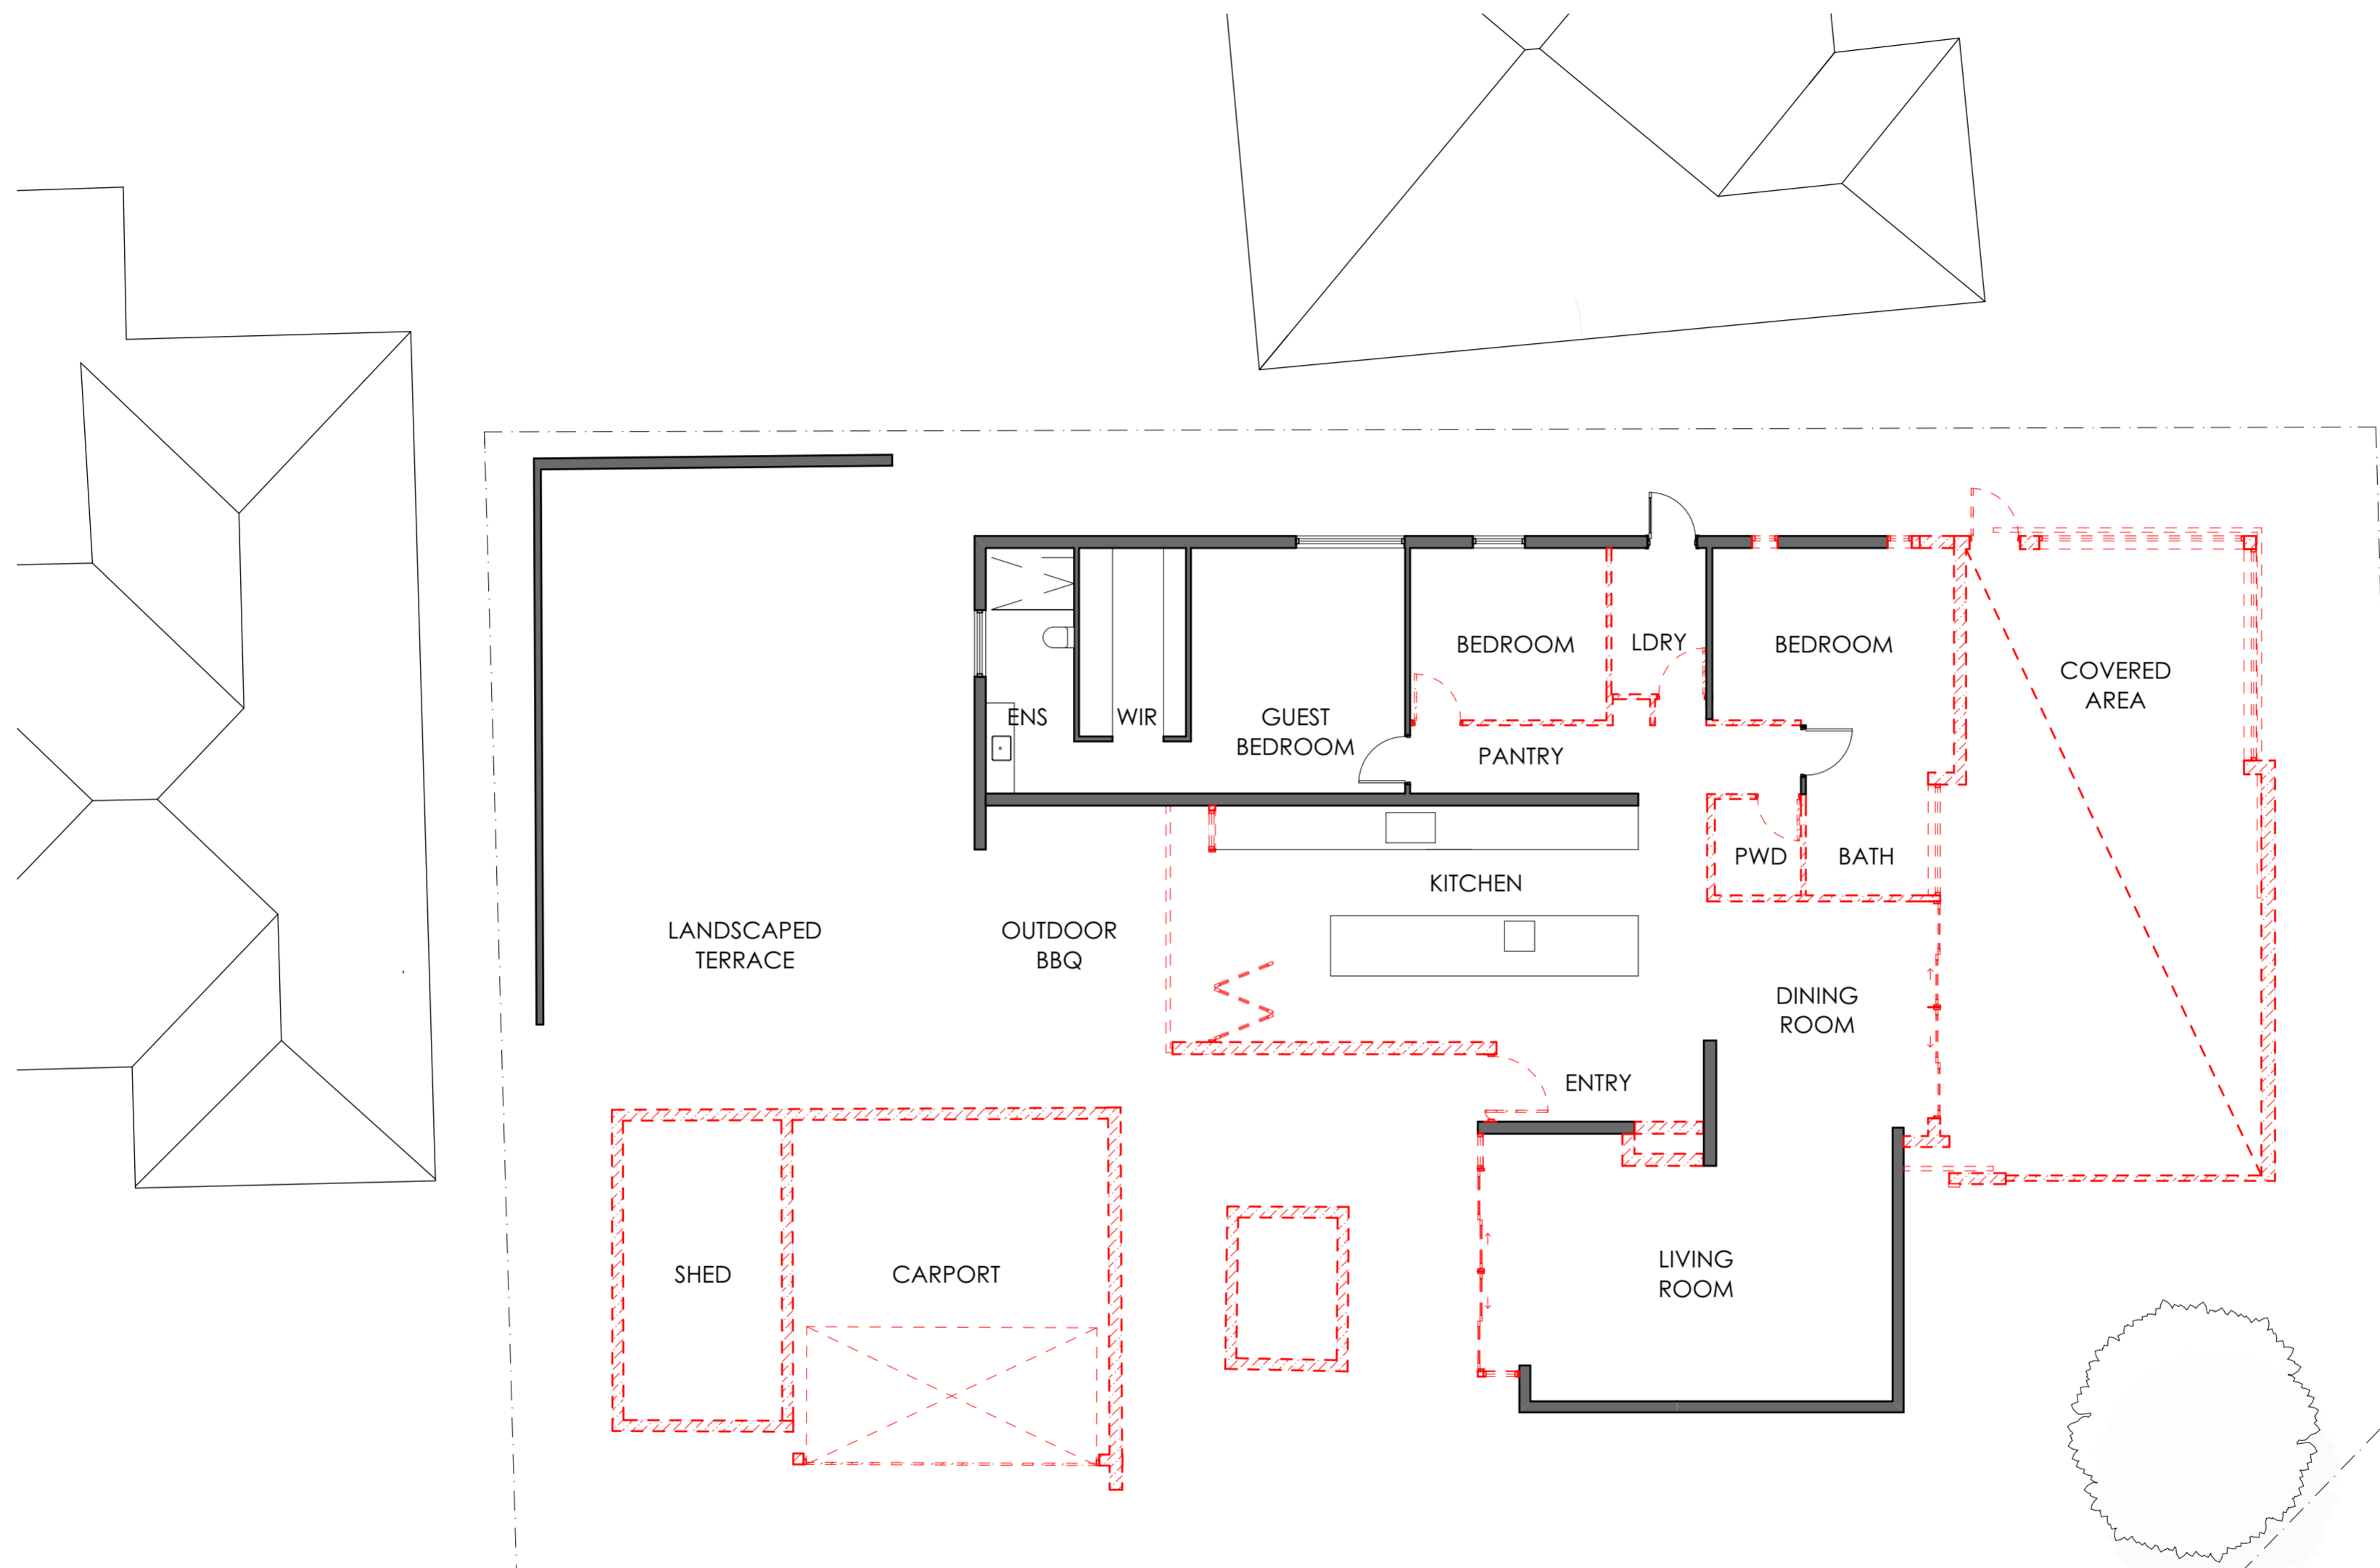 BEDROOM
LDRY
BEDROOM
COVERED
AREA
ENS
WIR
GUEST
BEDROOM
PANTRY
PWD
BATH
KITCHEN
LANDSCAPED
TERRACE
OUTDOOR
BBQ
DINING
ROOM
ENTRY
SHED
CARPORT
LIVING
ROOM